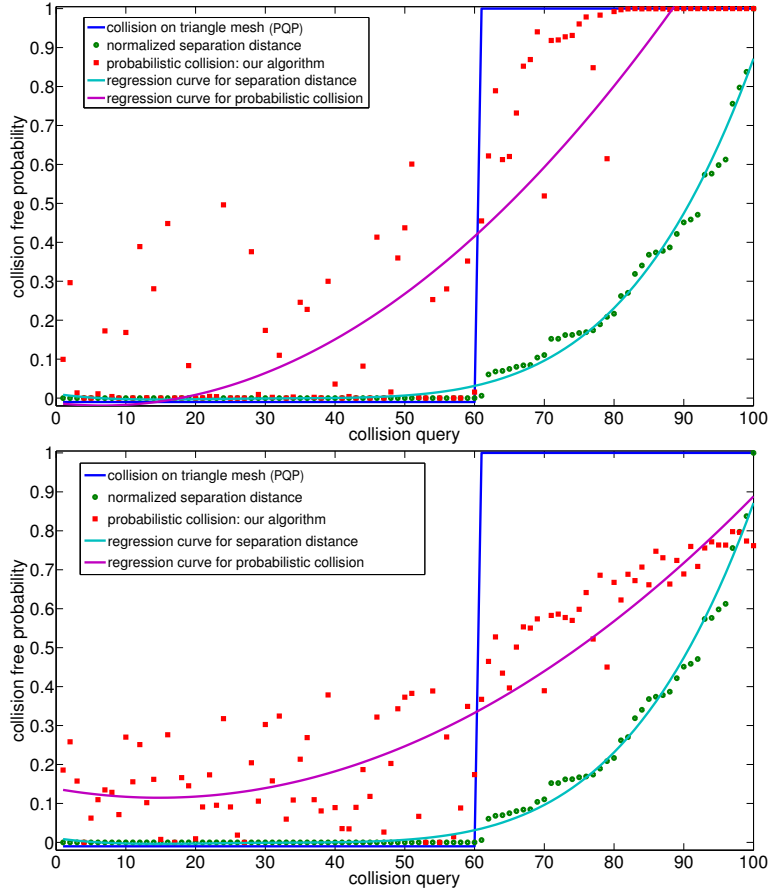 1
0.9
0.8
0.7
0.6
0.5
0.4
0.3
0.2
0.1
0
collision free probability
collision on triangle mesh (PQP)
normalized separation distance
probabilistic collision: our algorithm
regression curve for separation distance
regression curve for probabilistic collision
0 10 20 30 40 50 60 70 80 90 100
collision query
1
0.9
0.8
0.7
0.6
0.5
0.4
0.3
0.2
0.1
0
collision free probability
collision on triangle mesh (PQP)
normalized separation distance
probabilistic collision: our algorithm
regression curve for separation distance
regression curve for probabilistic collision
0 10 20 30 40 50 60 70 80 90 100
collision query